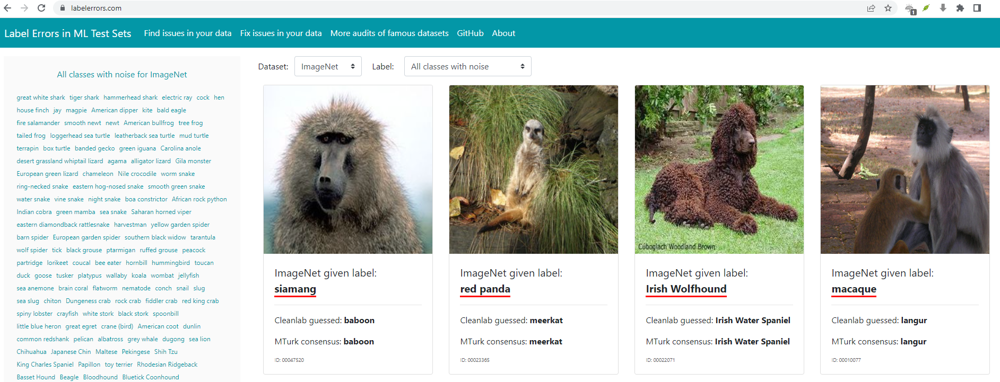 labelerrors.com
1
Label Errors in ML Test Sets Find issues in your data Fix issues in your data More audits of famous datasets GitHub About
All classes with noise for ImageNet
great white shark tiger shark hammerhead shark electric ray cock hen
house finch jay magpie American dipper kite bald eagle
fire salamander smooth newt newt American bullfrog tree frog
tailed frog loggerhead sea turtle leatherback sea turtle mud turtle
terrapin box turtle banded gecko green iguana Carolina anole
desert grassland whiptail lizard agama alligator lizard Gila monster
European green lizard chameleon Nile crocodile worm snake
ring-necked snake eastern hog-nosed snake smooth green snake
water snake vine snake night snake boa constrictor African rock python
Indian cobra green mamba sea snake Saharan horned viper
eastern diamondback rattlesnake harvestman yellow garden spider
barn spider European garden spider southern black widow tarantula
wolf spider tick black grouse ptarmigan ruffed grouse peacock
partridge lorikeet coucal bee eater hornbill hummingbird toucan
duck goose tusker platypus wallaby koala wombat jellyfish
sea anemone brain coral flatworm nematode conch snail slug
sea slug chiton Dungeness crab rock crab fiddler crab red king crab
spiny lobster crayfish white stork black stork spoonbill
little blue heron great egret crane (bird) American coot dunlin
common redshank pelican albatross grey whale dugong sea lion
Chihuahua Japanese Chin Maltese Pekingese Shih Tzu
King Charles Spaniel Papillon toy terrier Rhodesian Ridgeback
Basset Hound Beagle Bloodhound Bluetick Coonhound
Dataset: ImageNet Label: All classes with noise
ImageNet given label:
siamang
Cleanlab guessed: baboon
MTurk consensus: baboon
ID: 00047520
ImageNet given label:
red panda
Cleanlab guessed: meerkat
MTurk consensus: meerkat
ID: 00023365
Cúboglach Woodland Brown
ImageNet given label:
Irish Wolfhound
Cleanlab guessed: Irish Water Spaniel
MTurk consensus: Irish Water Spaniel
ID: 00022071
ImageNet given label:
macaque
Cleanlab guessed: langur
MTurk consensus: langur
ID: 00010077